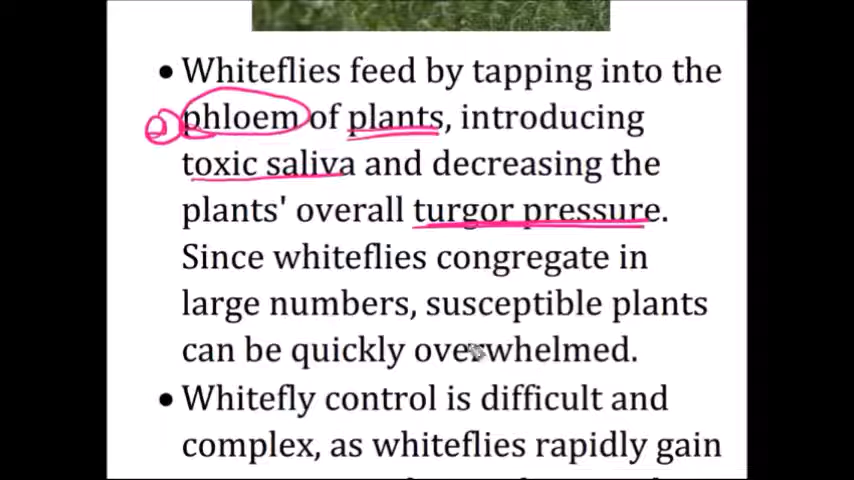 • Whiteflies feed by tapping into the
phloem of plants, introducing
toxic saliva and decreasing the
plants' overall turgor pressure.
Since whiteflies congregate in
large numbers, susceptible plants
can be quickly overwhelmed.
• Whitefly control is difficult and
complex, as whiteflies rapidly gain